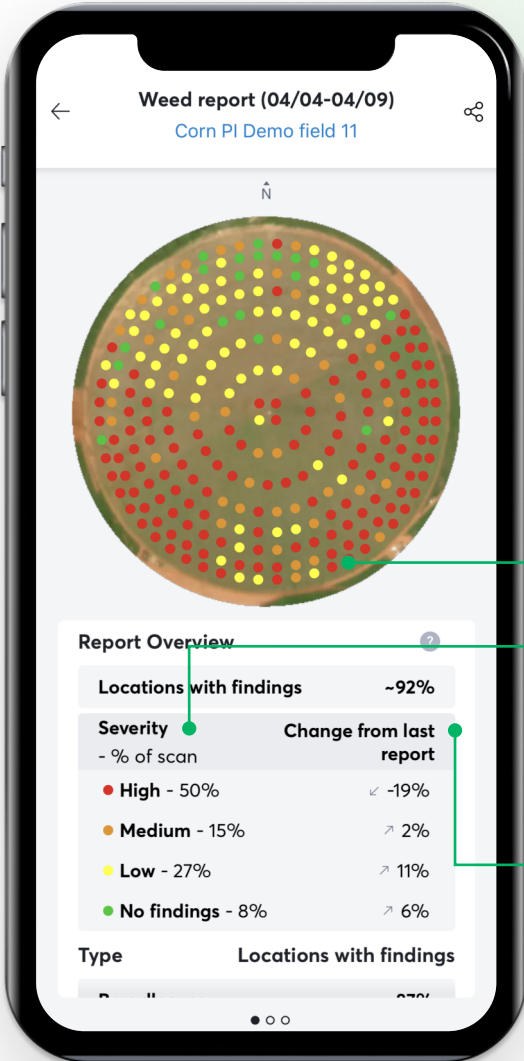 Weed report (04/04-04/09)
Corn PI Demo field 11
N
Report Overview ?
Locations with findings ~92%
Severity Change from last
- % of scan report
High - 50% -19%
Medium - 15% 2%
Low - 27% 11%
No findings - 8% 6%
Type Locations with findings